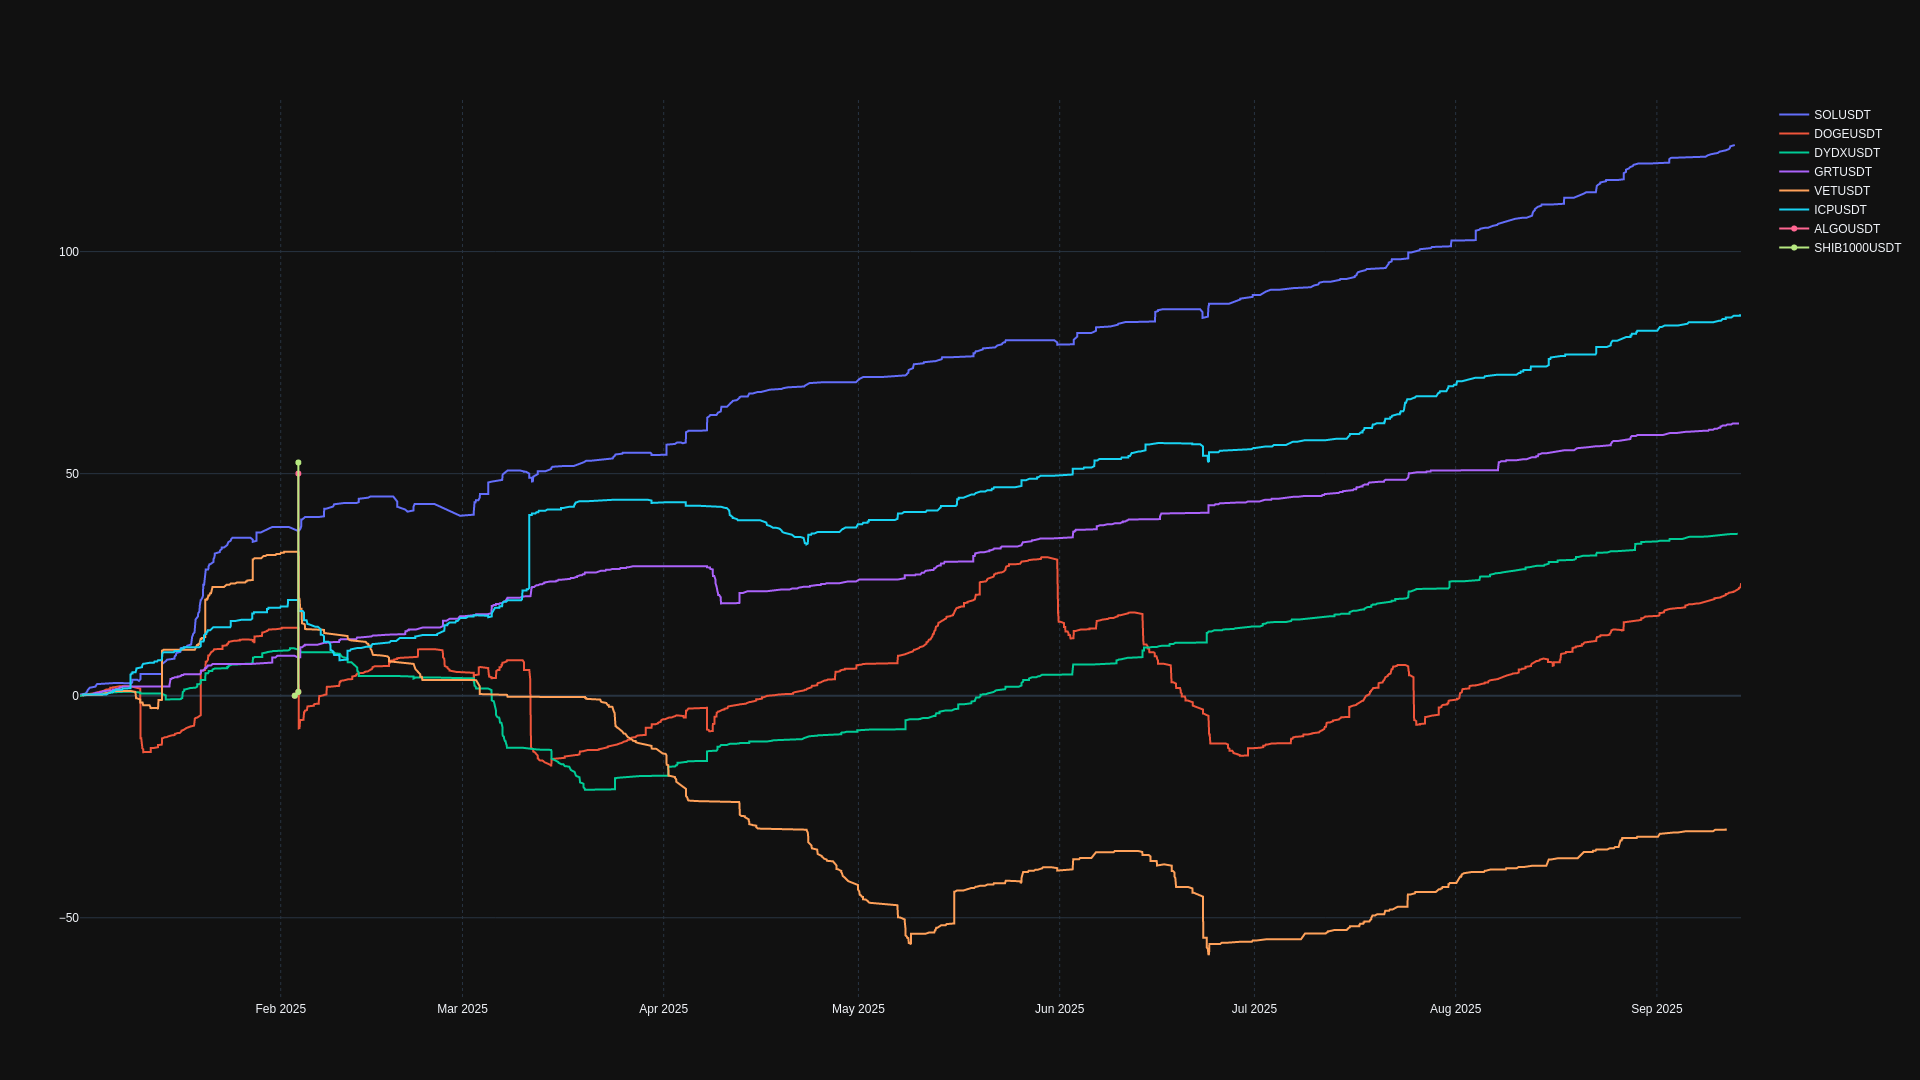 SOLUSDT
DOGEUSDT
DYDXUSDT
GRTUSDT
VETUSDT
ICPUSDT
ALGOUSDT
SHIB1000USDT
100
50
0
−50
Feb 2025
Mar 2025
Apr 2025
May 2025
Jun 2025
Jul 2025
Aug 2025
Sep 2025